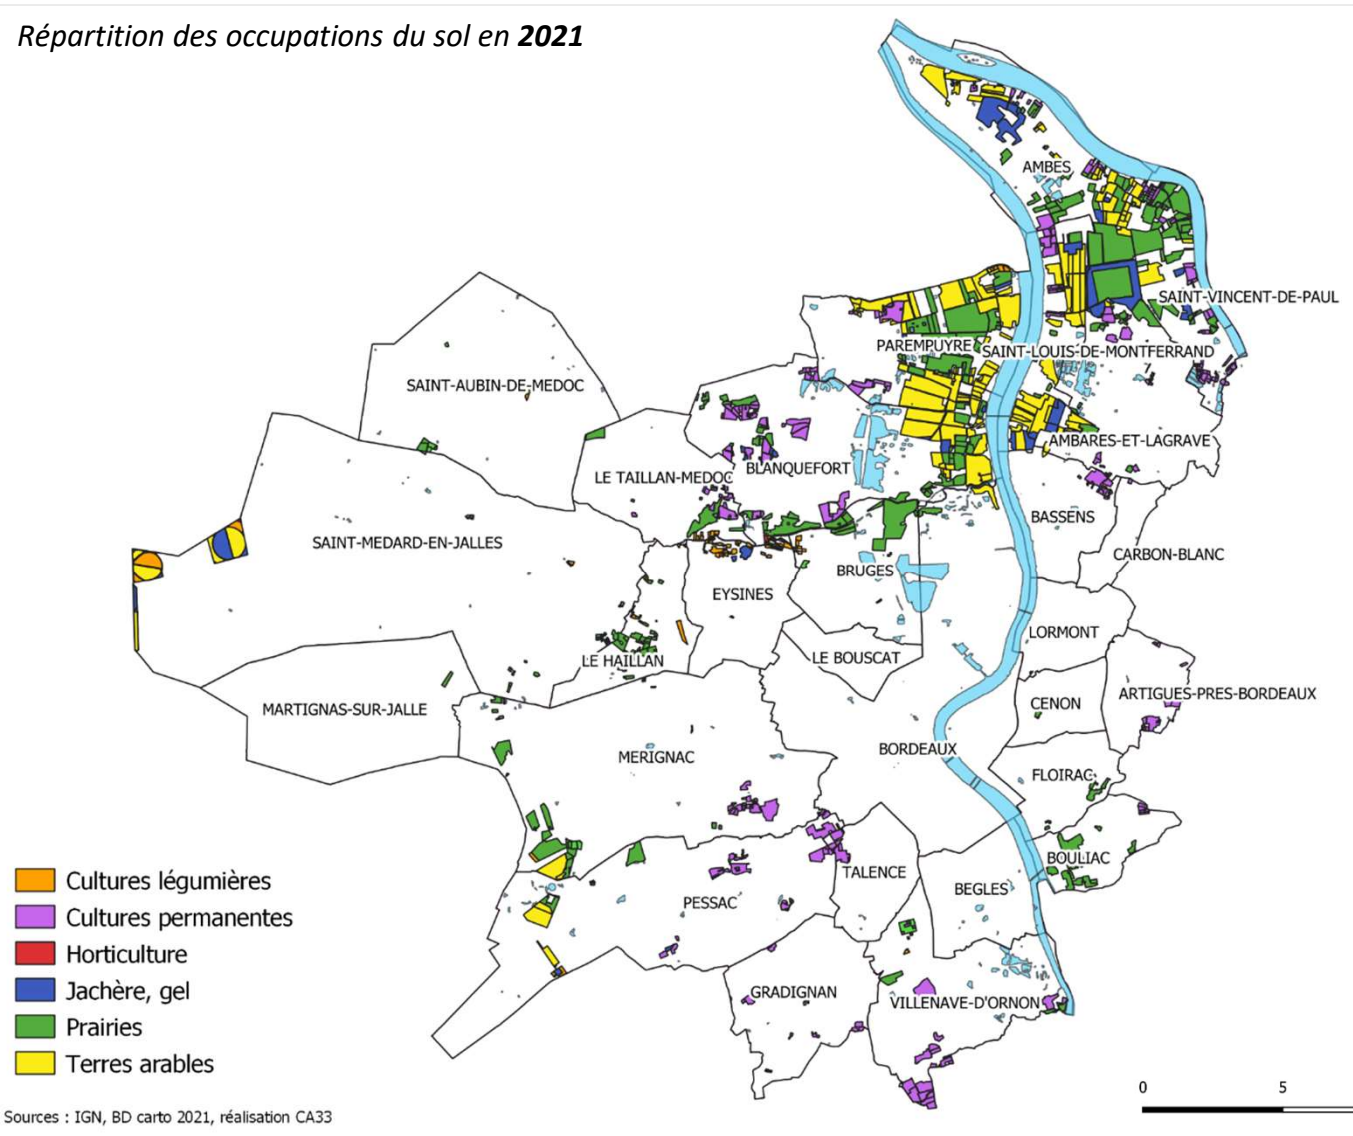 Répartition des occupations du sol en 2021
AMBES
SAINT-VINCENT-DE-PAUL
PAREMPUYRE
SAINT-LOUIS-DE-MONTFERRAND
SAINT-AUBIN-DE-MEDOC
AMBARES-ET-LAGRAVE
LE TAILLAN-MEDOC
BLANQUEFORT
BASSENS
SAINT-MEDARD-EN-JALLES
CARBON-BLANC
BRUGES
EYSINES
LORMONT
LE BOUSCAT
LE HAILLAN
ARTIGUES-PRES-BORDEAUX
CENON
MARTIGNAS-SUR-JALLE
BORDEAUX
MERIGNAC
FLOIRAC
BOULIAC
TALENCE
BEGLES
PESSAC
GRADIGNAN
VILLENAVE-D'ORNON
Cultures légumières
Cultures permanentes
Horticulture
Jachère, gel
Prairies
Terres arables
0 5
Sources : IGN, BD carto 2021, réalisation CA33